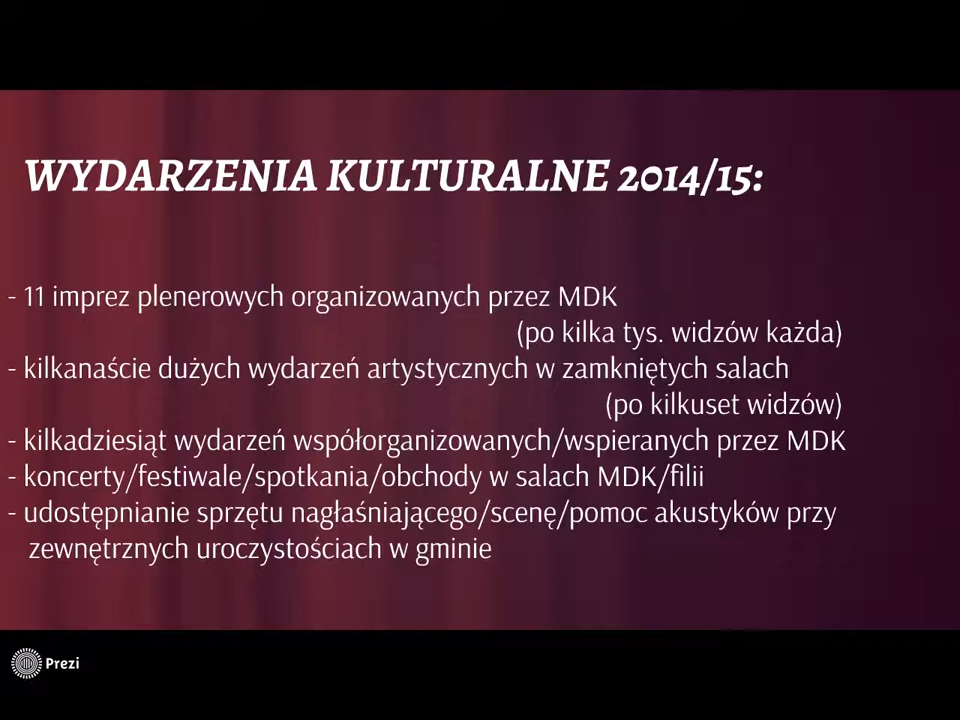 WYDARZENIA KULTURALNE 2014/15:
- 11 imprez plenerowych organizowanych przez MDK
(po kilka tys. widzów każda)
- kilkanaście dużych wydarzeń artystycznych w zamkniętych salach
(po kilkuset widzów)
- kilkadziesiąt wydarzeń współorganizowanych/wspieranych przez MDK
- koncerty/festiwale/spotkania/obchody w salach MDK/filii
- udostępnianie sprzętu nagłaśniającego/scenę/pomoc akustyków przy
zewnętrznych uroczystościach w gminie
Prezi